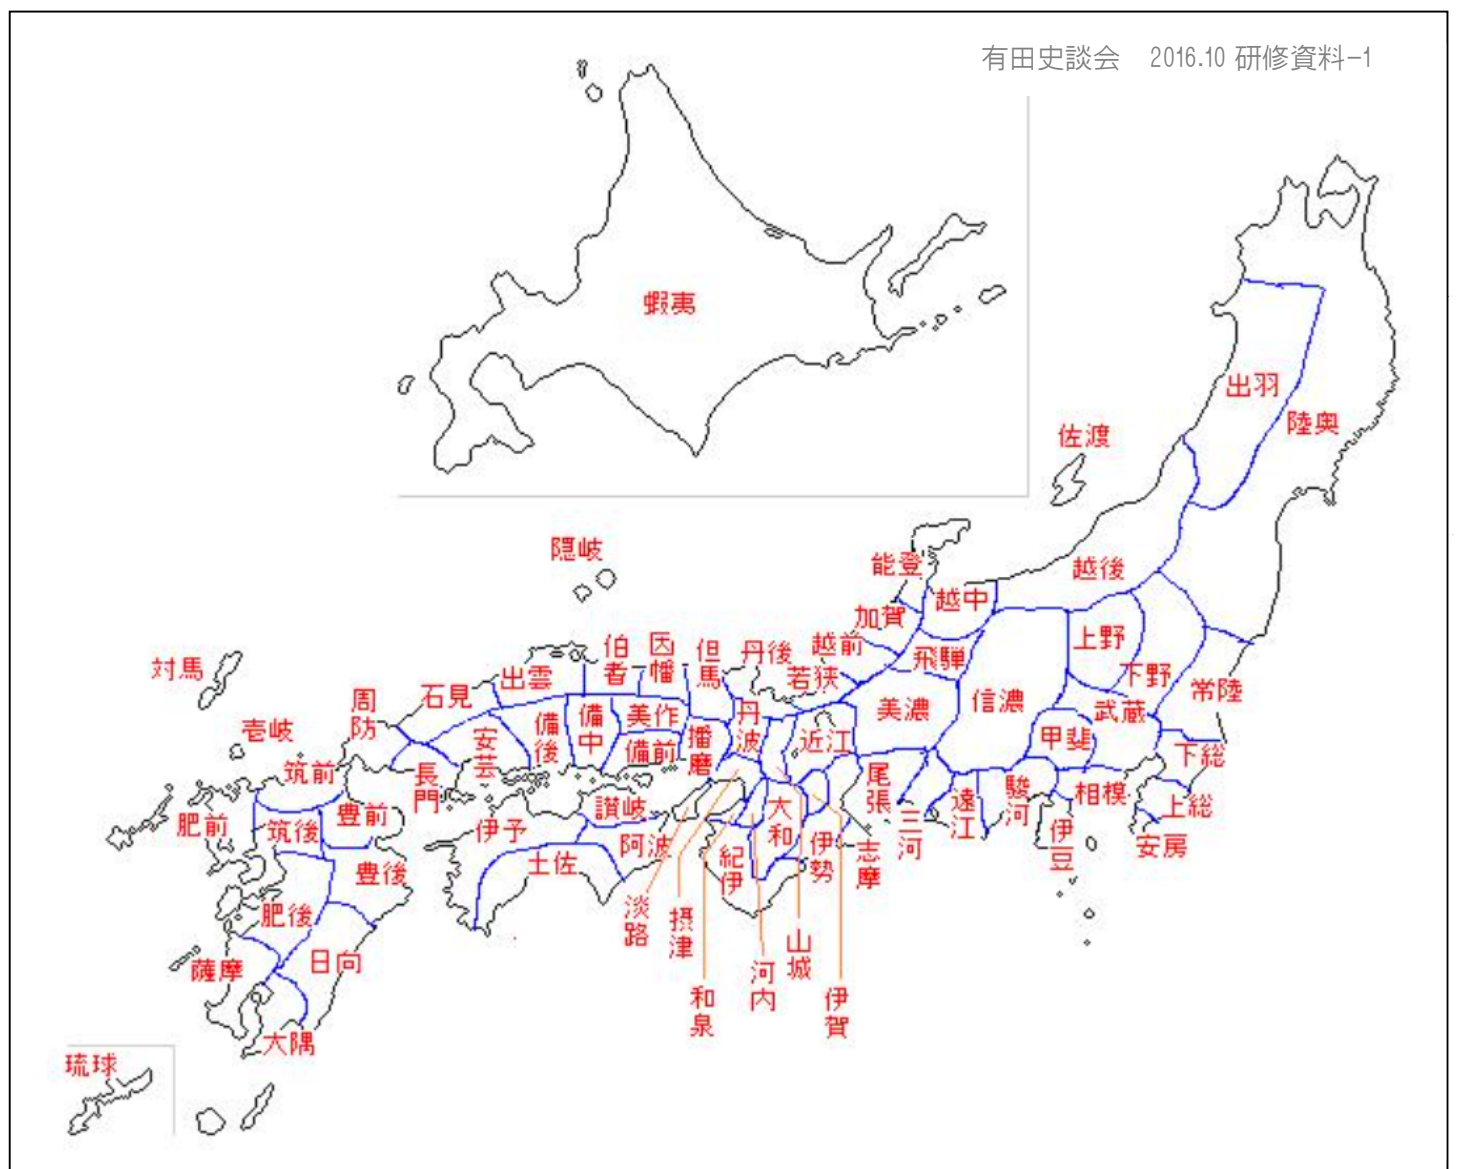 有田史談会 2016.10 研修資料-1
蝦夷
出羽
陸奥
佐渡
隠岐
能登
越後
越中
加賀
上野
越前
飛騨
下野
常陸
伯者
因幡
但馬
丹後
若狭
対馬
出雲
石見
周防
美濃
信濃
武蔵
備後
備中
美作
丹波
近江
甲斐
壱岐
安芸
備前
播磨
下総
筑前
長門
尾張
駿河
相模
上総
肥前
筑後
豊前
伊予
讃岐
大和
遠江
三河
伊豆
安房
豊後
土佐
阿波
紀伊
伊勢
志摩
肥後
淡路
摂津
山城
薩摩
日向
和泉
河内
伊賀
大隅
琉球